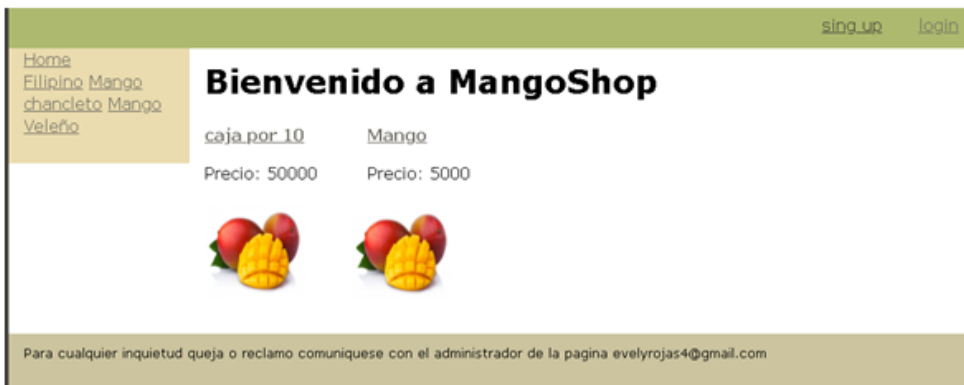 sing up login
Home
Filipino Mango
chancleto Mango
Veleño
Bienvenido a MangoShop
caja por 10 Mango
Precio: 50000 Precio: 5000
Para cualquier inquietud queja o reclamo comuniquese con el administrador de la pagina evelyrojas4@gmail.com